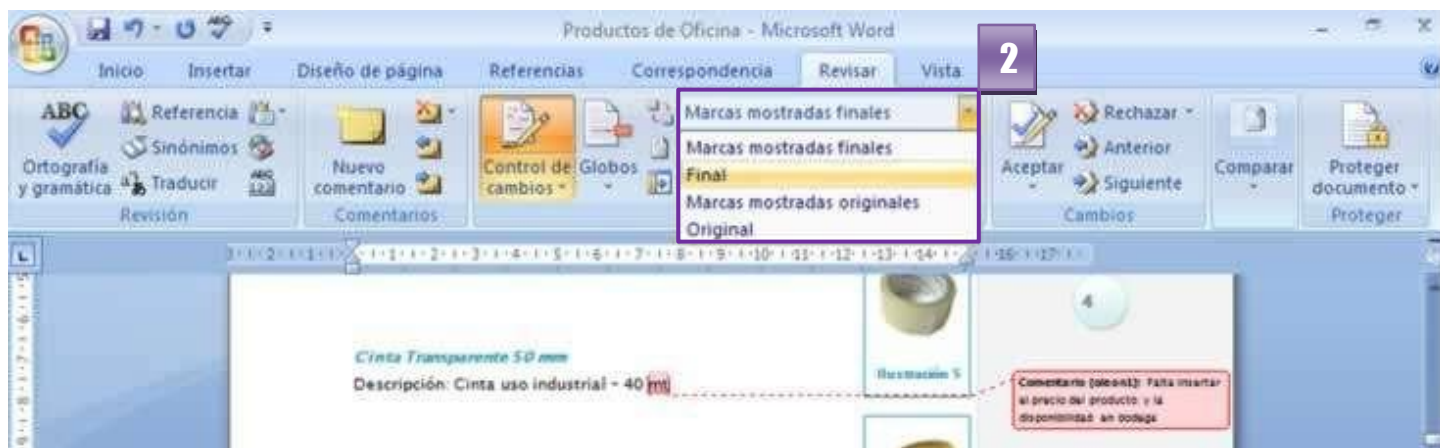 Productos de Oficina - Microsoft Word
2
Inicio Insertar Diseño de página Referencias Correspondencia Revisar Vista
ABC
Ortografía
y gramática
Referencia
Sinónimos
Traducir
Revisión
Nuevo
comentario
Comentarios
Control de
cambios
Globos
Marcas mostradas finales
Marcas mostradas finales
Final
Marcas mostradas originales
Original
Aceptar
Rechazar
Anterior
Siguiente
Cambios
Comparar
Proteger
documento
Proteger
4
Cinta Transparente 50 mm
Descripción: Cinta uso industrial - 40 mt
Ilustración 5
Falta insertar
el precio del producto y la
disponibilidad en bodega